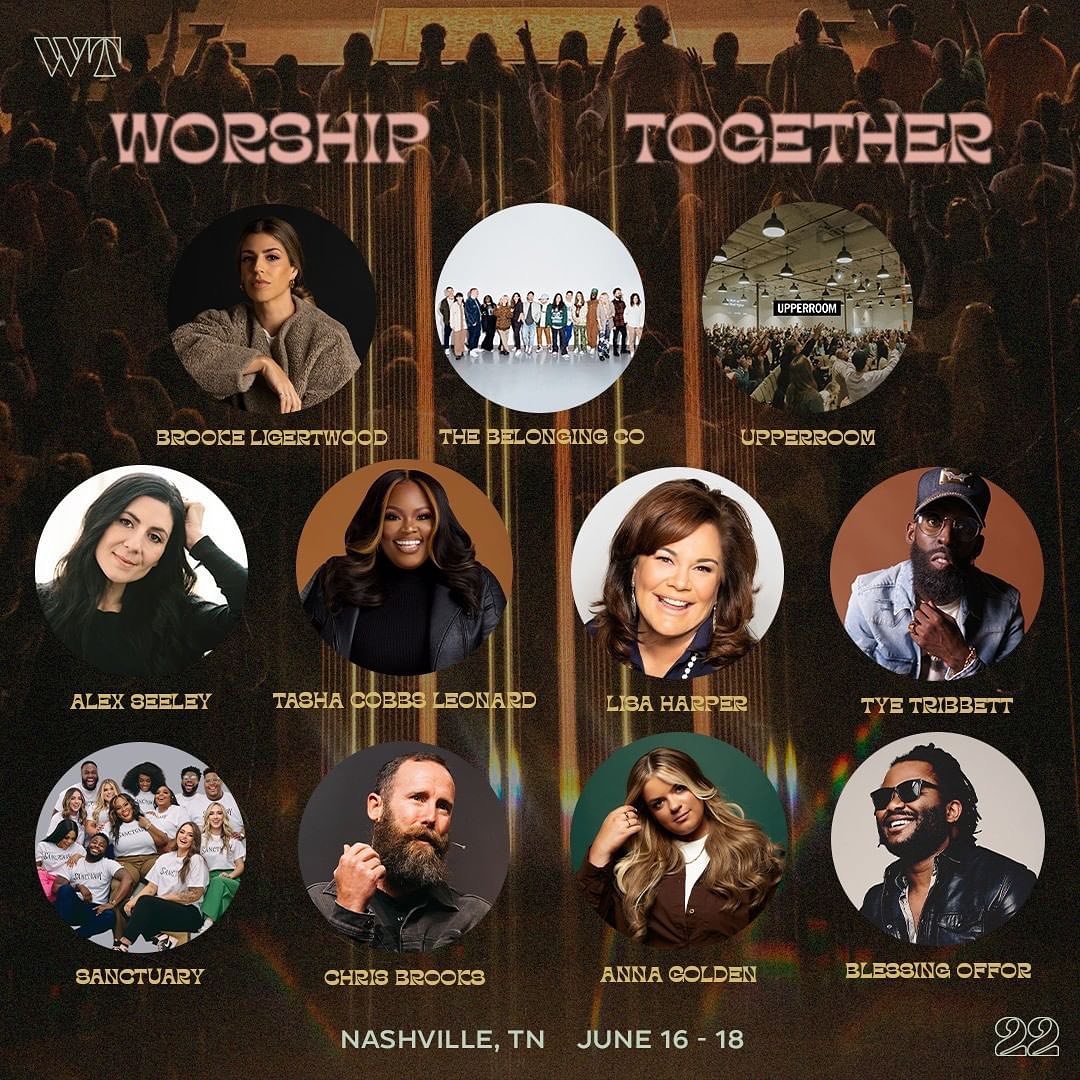 WT
WORSHIP TOGETHER
UPPERROOM
BROOKE LIGERTWOOD THE BELONGING CO UPPERROOM
ALEX SEELEY TASHA COBBS LEONARD LISA HARPER TYE TRIBBETT
SANCTUARY
SANCTUARY CHRIS BROOKS ANNA GOLDEN BLESSING OFFOR
NASHVILLE, TN JUNE 16 - 18
22